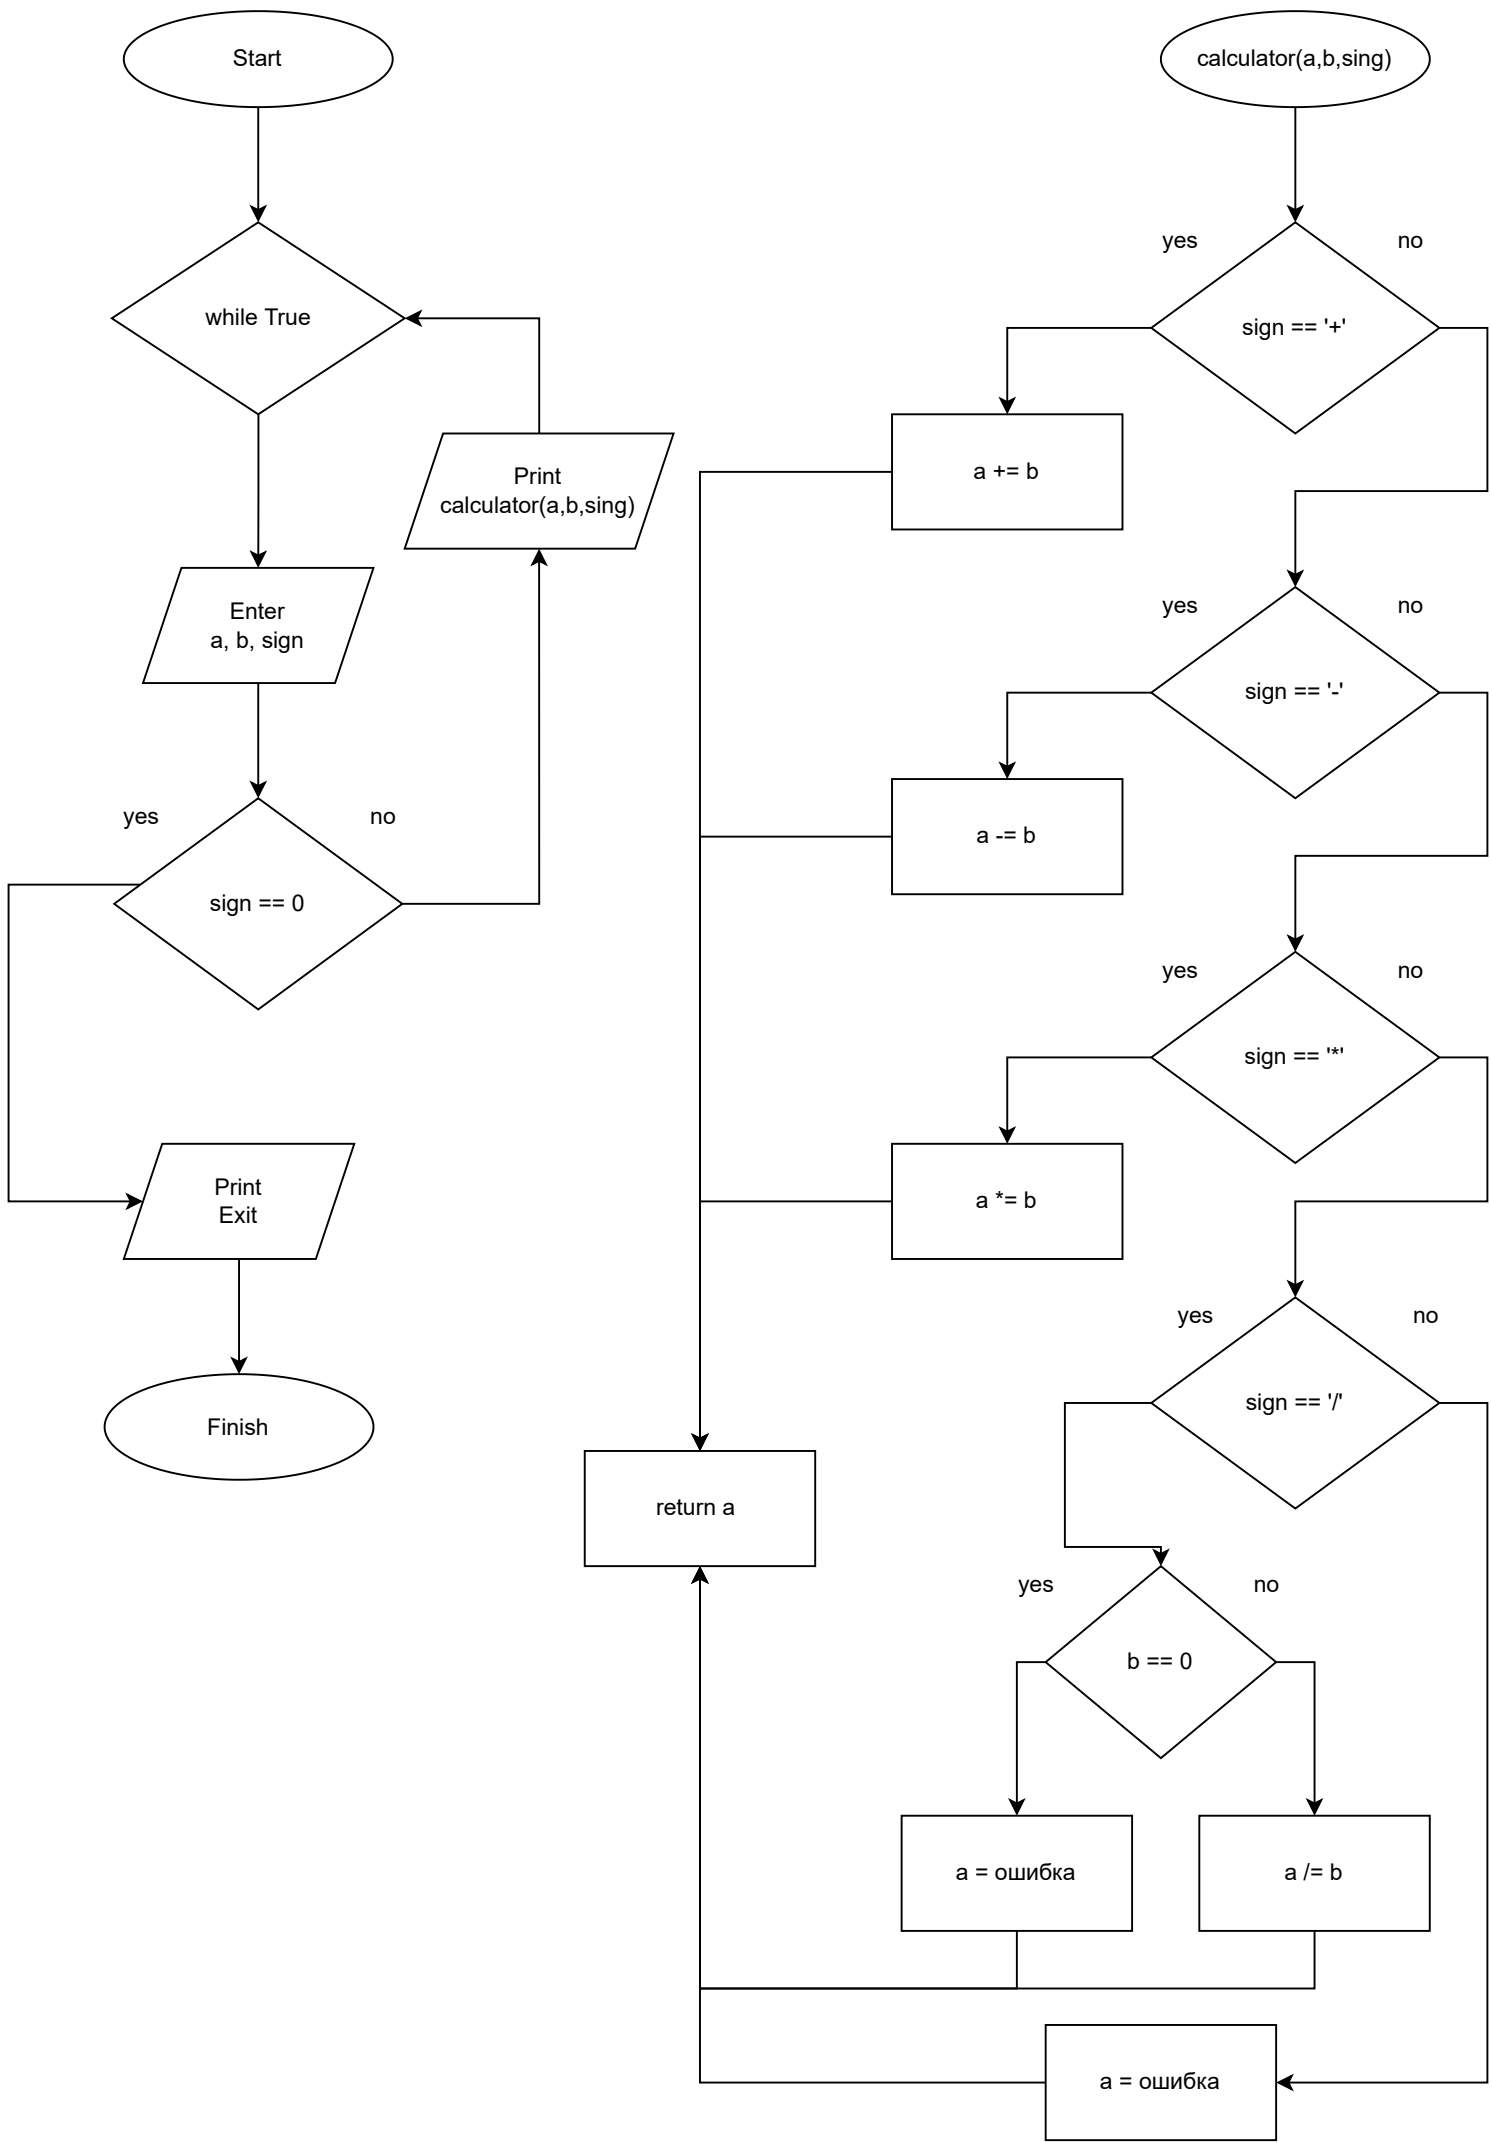 Start
while True
Print
calculator(a,b,sing)
Enter
a, b, sign
yes
no
sign == 0
Print
Exit
Finish
calculator(a,b,sing)
yes
no
sign == '+'
a += b
yes
no
sign == '-'
a -= b
yes
no
sign == '*'
a *= b
yes
no
sign == '/'
return a
yes
no
b == 0
a = ошибка
a /= b
a = ошибка